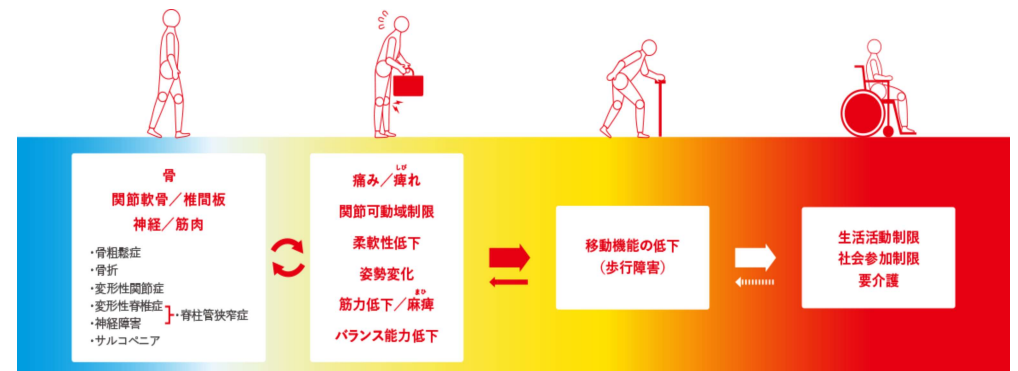 骨
関節軟骨／椎間板
神経／筋肉
・骨粗鬆症
・骨折
・変形性関節症
・変形性脊椎症
・神経障害
・脊柱管狭窄症
・サルコペニア
しび
痛み／痺れ
関節可動域制限
柔軟性低下
姿勢変化
まひ
筋力低下／麻痺
バランス能力低下
移動機能の低下
（歩行障害）
生活活動制限
社会参加制限
要介護